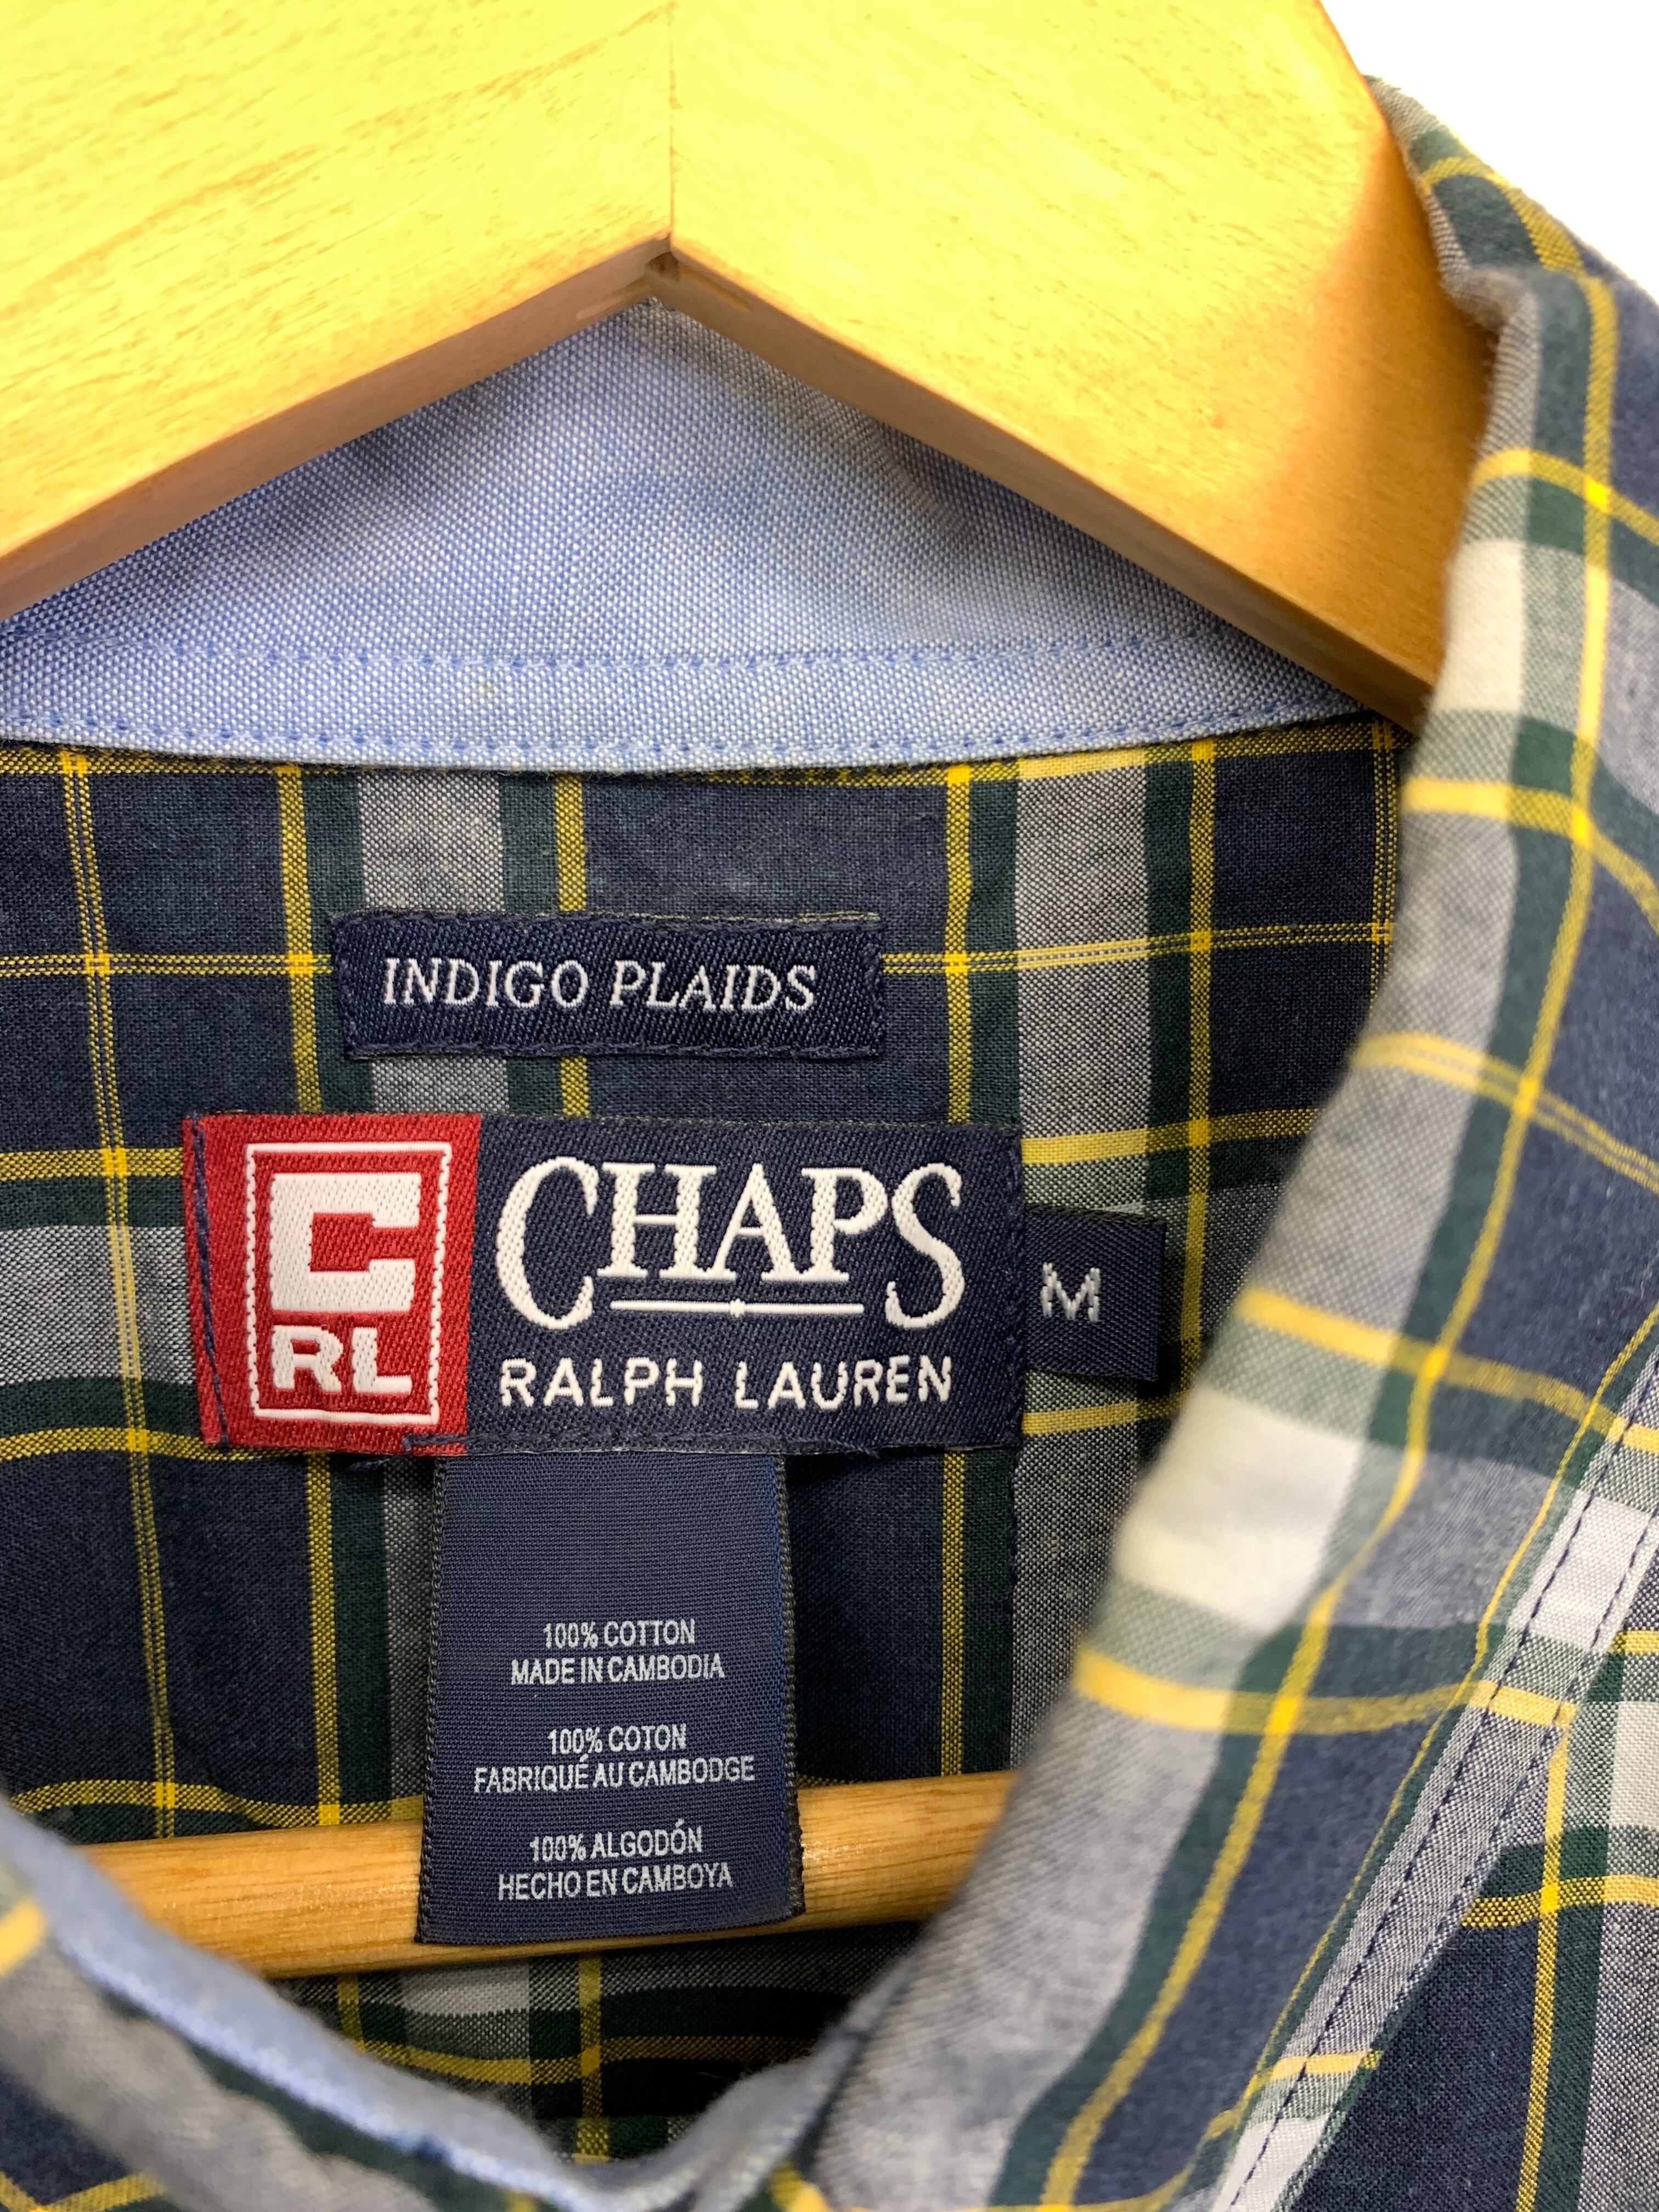 INDIGO PLAIDS
C
RL
CHAPS
RALPH LAUREN
M
100% COTTON
MADE IN CAMBODIA
100% COTON
FABRIQUÉ AU CAMBODGE
100% ALGODÓN
HECHO EN CAMBOYA